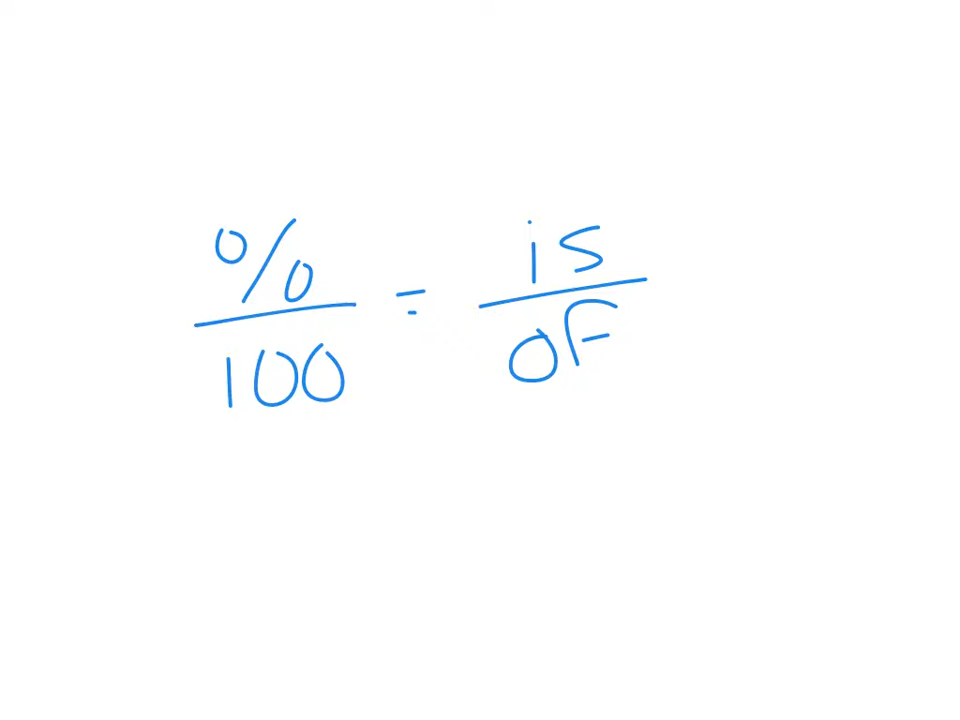 % = is
100 oF